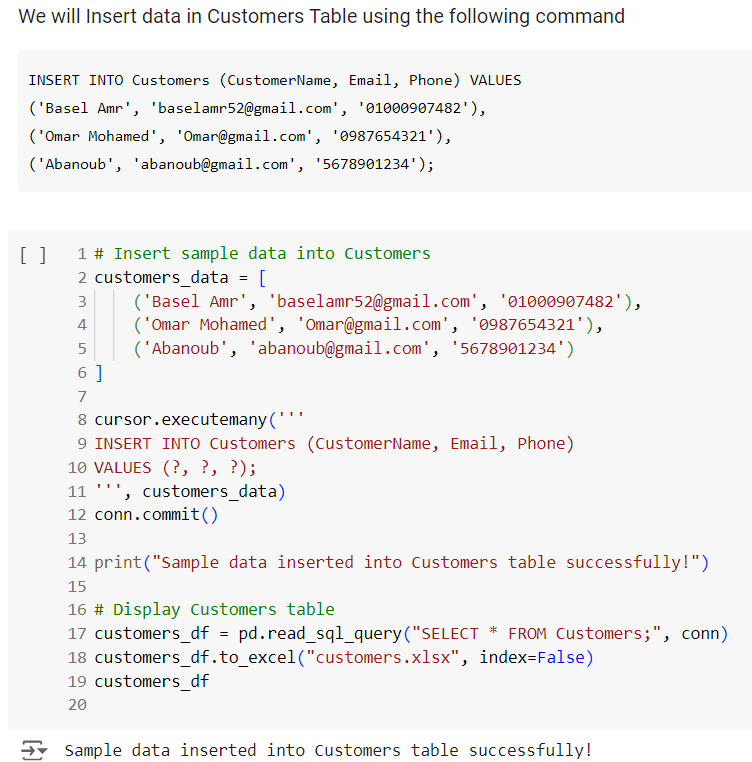 We will Insert data in Customers Table using the following command
INSERT INTO Customers (CustomerName, Email, Phone) VALUES
('Basel Amr', 'baselamr52@gmail.com', '01000907482'),
('Omar Mohamed', 'Omar@gmail.com', '0987654321'),
('Abanoub', 'abanoub@gmail.com', '5678901234');
[ ] 1 # Insert sample data into Customers
2 customers_data = [
3     ('Basel Amr', 'baselamr52@gmail.com', '01000907482'),
4     ('Omar Mohamed', 'Omar@gmail.com', '0987654321'),
5     ('Abanoub', 'abanoub@gmail.com', '5678901234')
6 ]
7
8 cursor.executemany('''
9 INSERT INTO Customers (CustomerName, Email, Phone)
10 VALUES (?, ?, ?);
11 ''', customers_data)
12 conn.commit()
13
14 print("Sample data inserted into Customers table successfully!")
15
16 # Display Customers table
17 customers_df = pd.read_sql_query("SELECT * FROM Customers;", conn)
18 customers_df.to_excel("customers.xlsx", index=False)
19 customers_df
20
Sample data inserted into Customers table successfully!